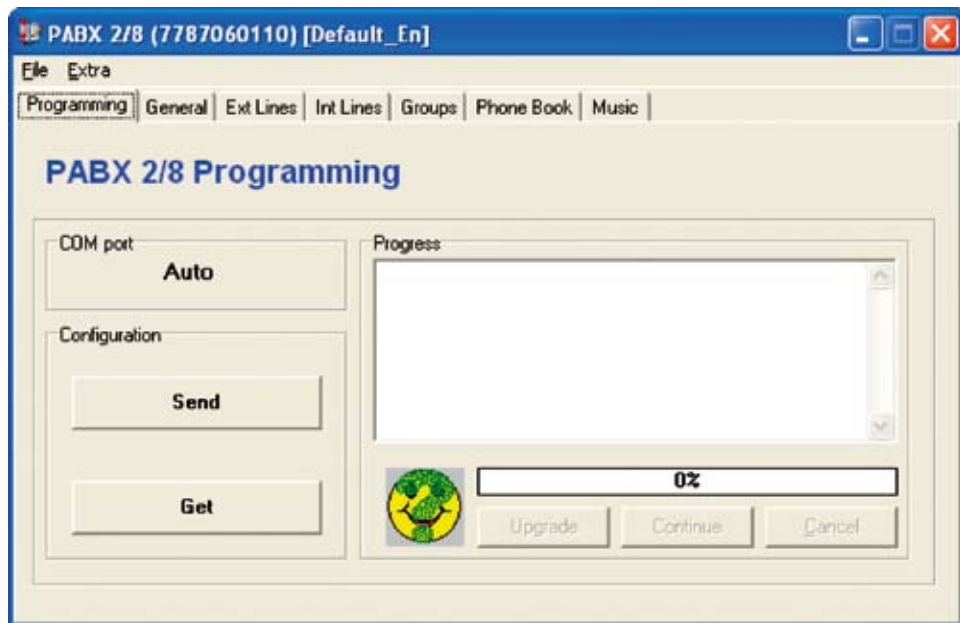 PABX 2/8 (7787060110) [Default_En]
File Extra
Programming General Ext Lines Int Lines Groups Phone Book Music
PABX 2/8 Programming
COM port
Auto
Configuration
Send
Get
Progress
0%
Upgrade Continue Cancel